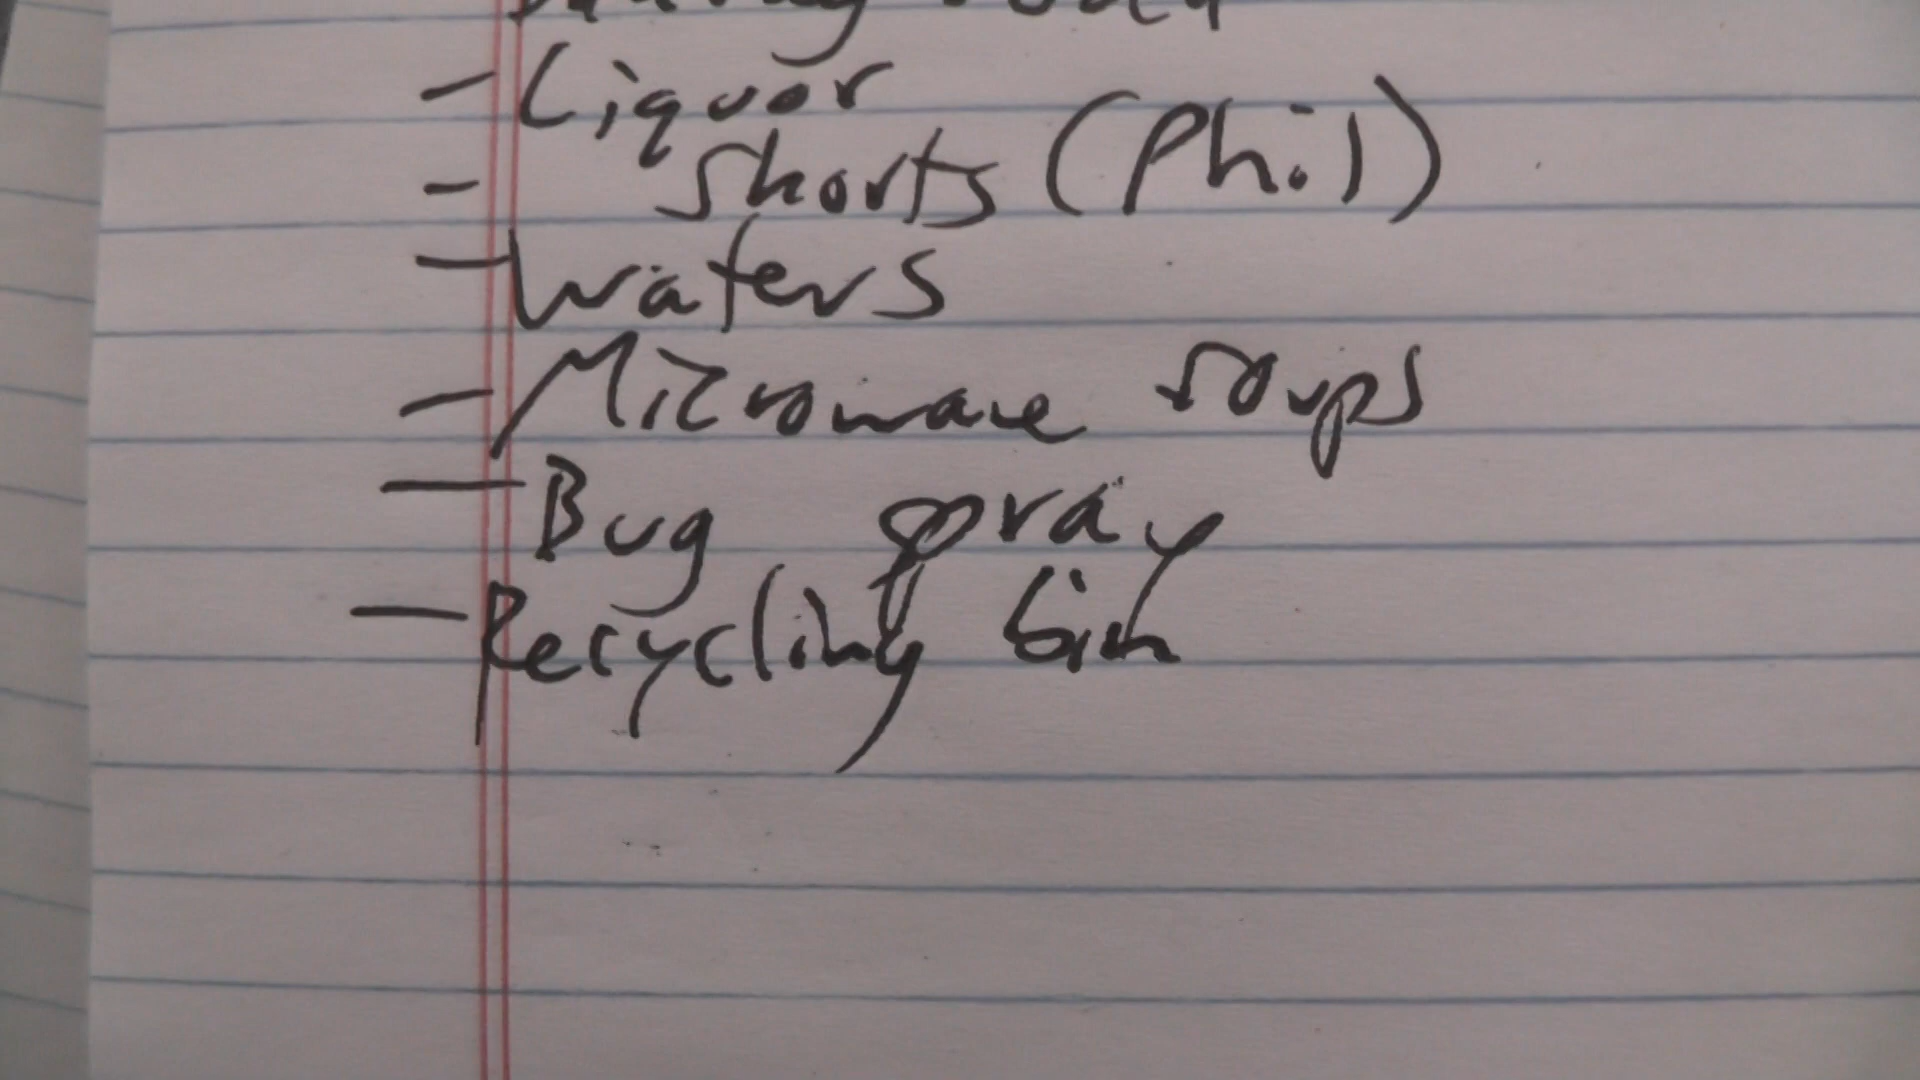 - Liquor
- Shorts (Phil)
- Waters
- Microwave soups
- Bug spray
- Recycling bin